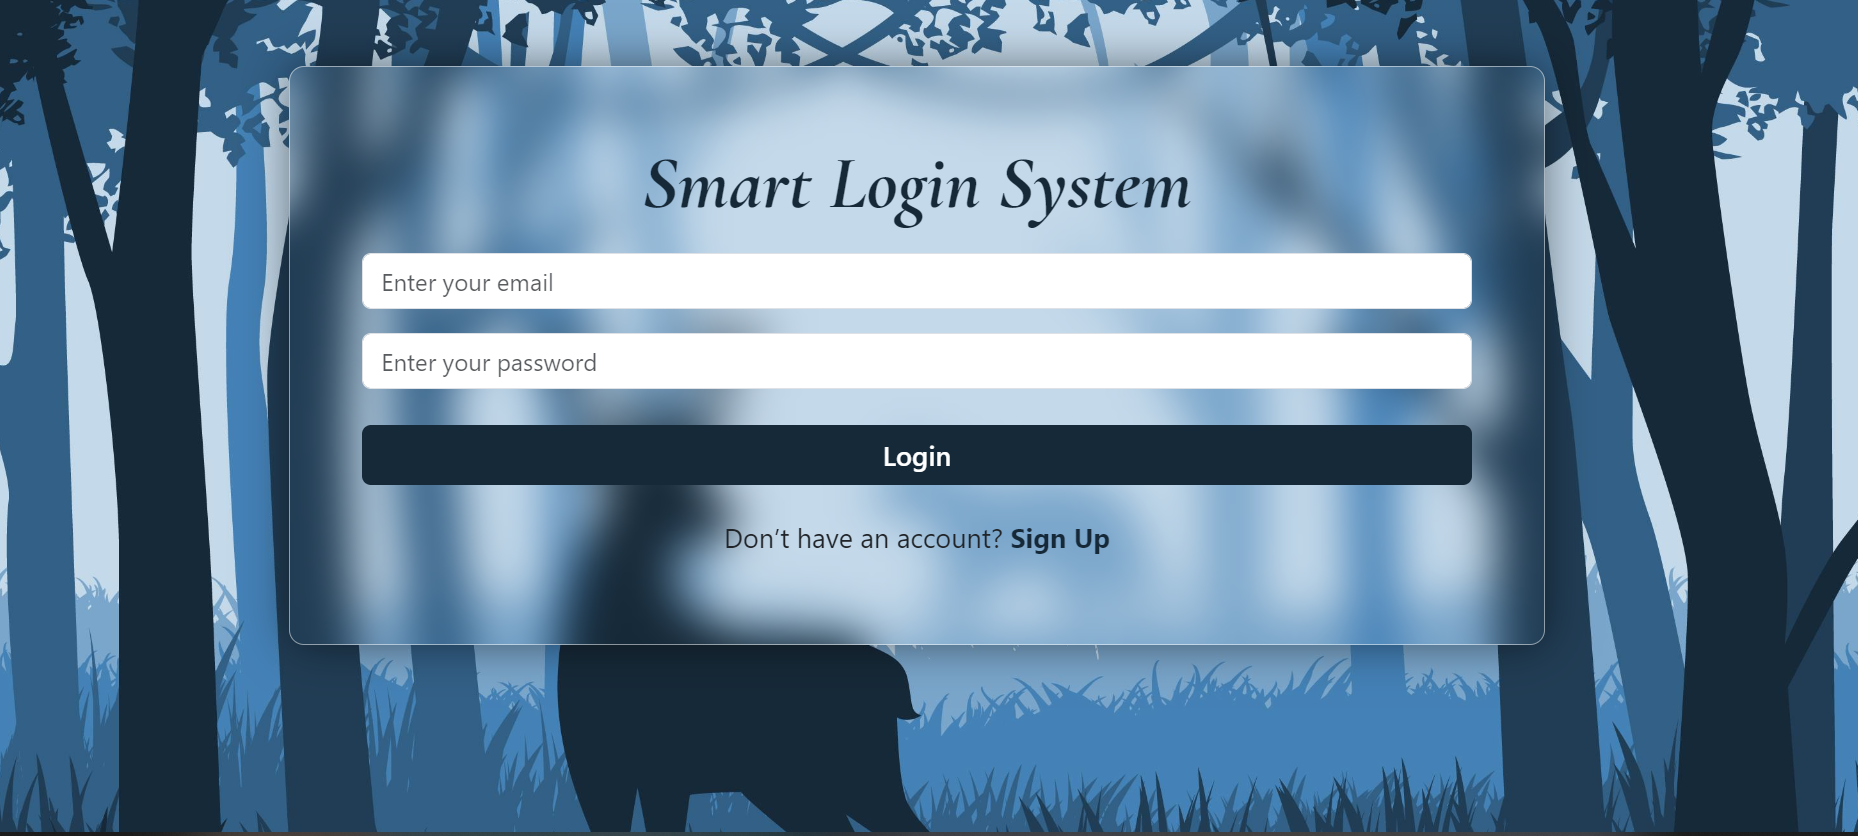 Smart Login System
Enter your email
Enter your password
Login
Don’t have an account? Sign Up